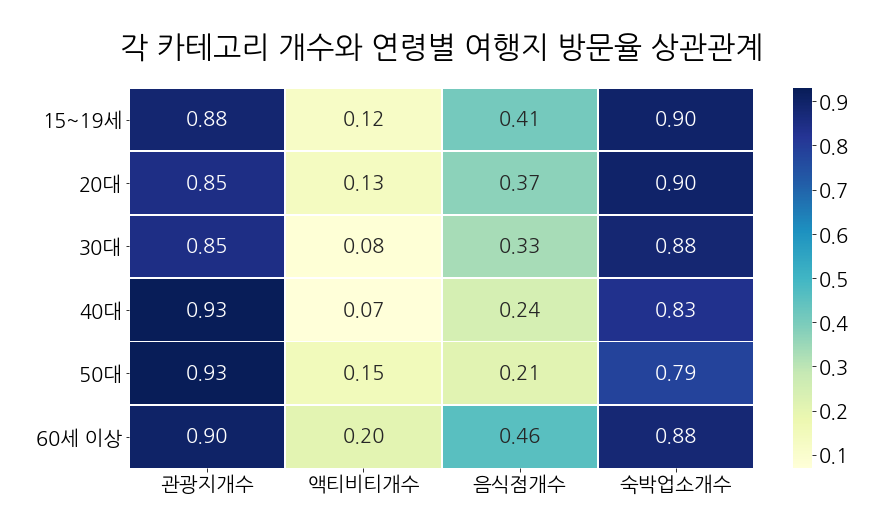 각 카테고리 개수와 연령별 여행지 방문율 상관관계
15~19세 0.88 0.12 0.41 0.90
20대 0.85 0.13 0.37 0.90
30대 0.85 0.08 0.33 0.88
40대 0.93 0.07 0.24 0.83
50대 0.93 0.15 0.21 0.79
60세 이상 0.90 0.20 0.46 0.88
관광지개수 액티비티개수 음식점개수 숙박업소개수
0.9
0.8
0.7
0.6
0.5
0.4
0.3
0.2
0.1